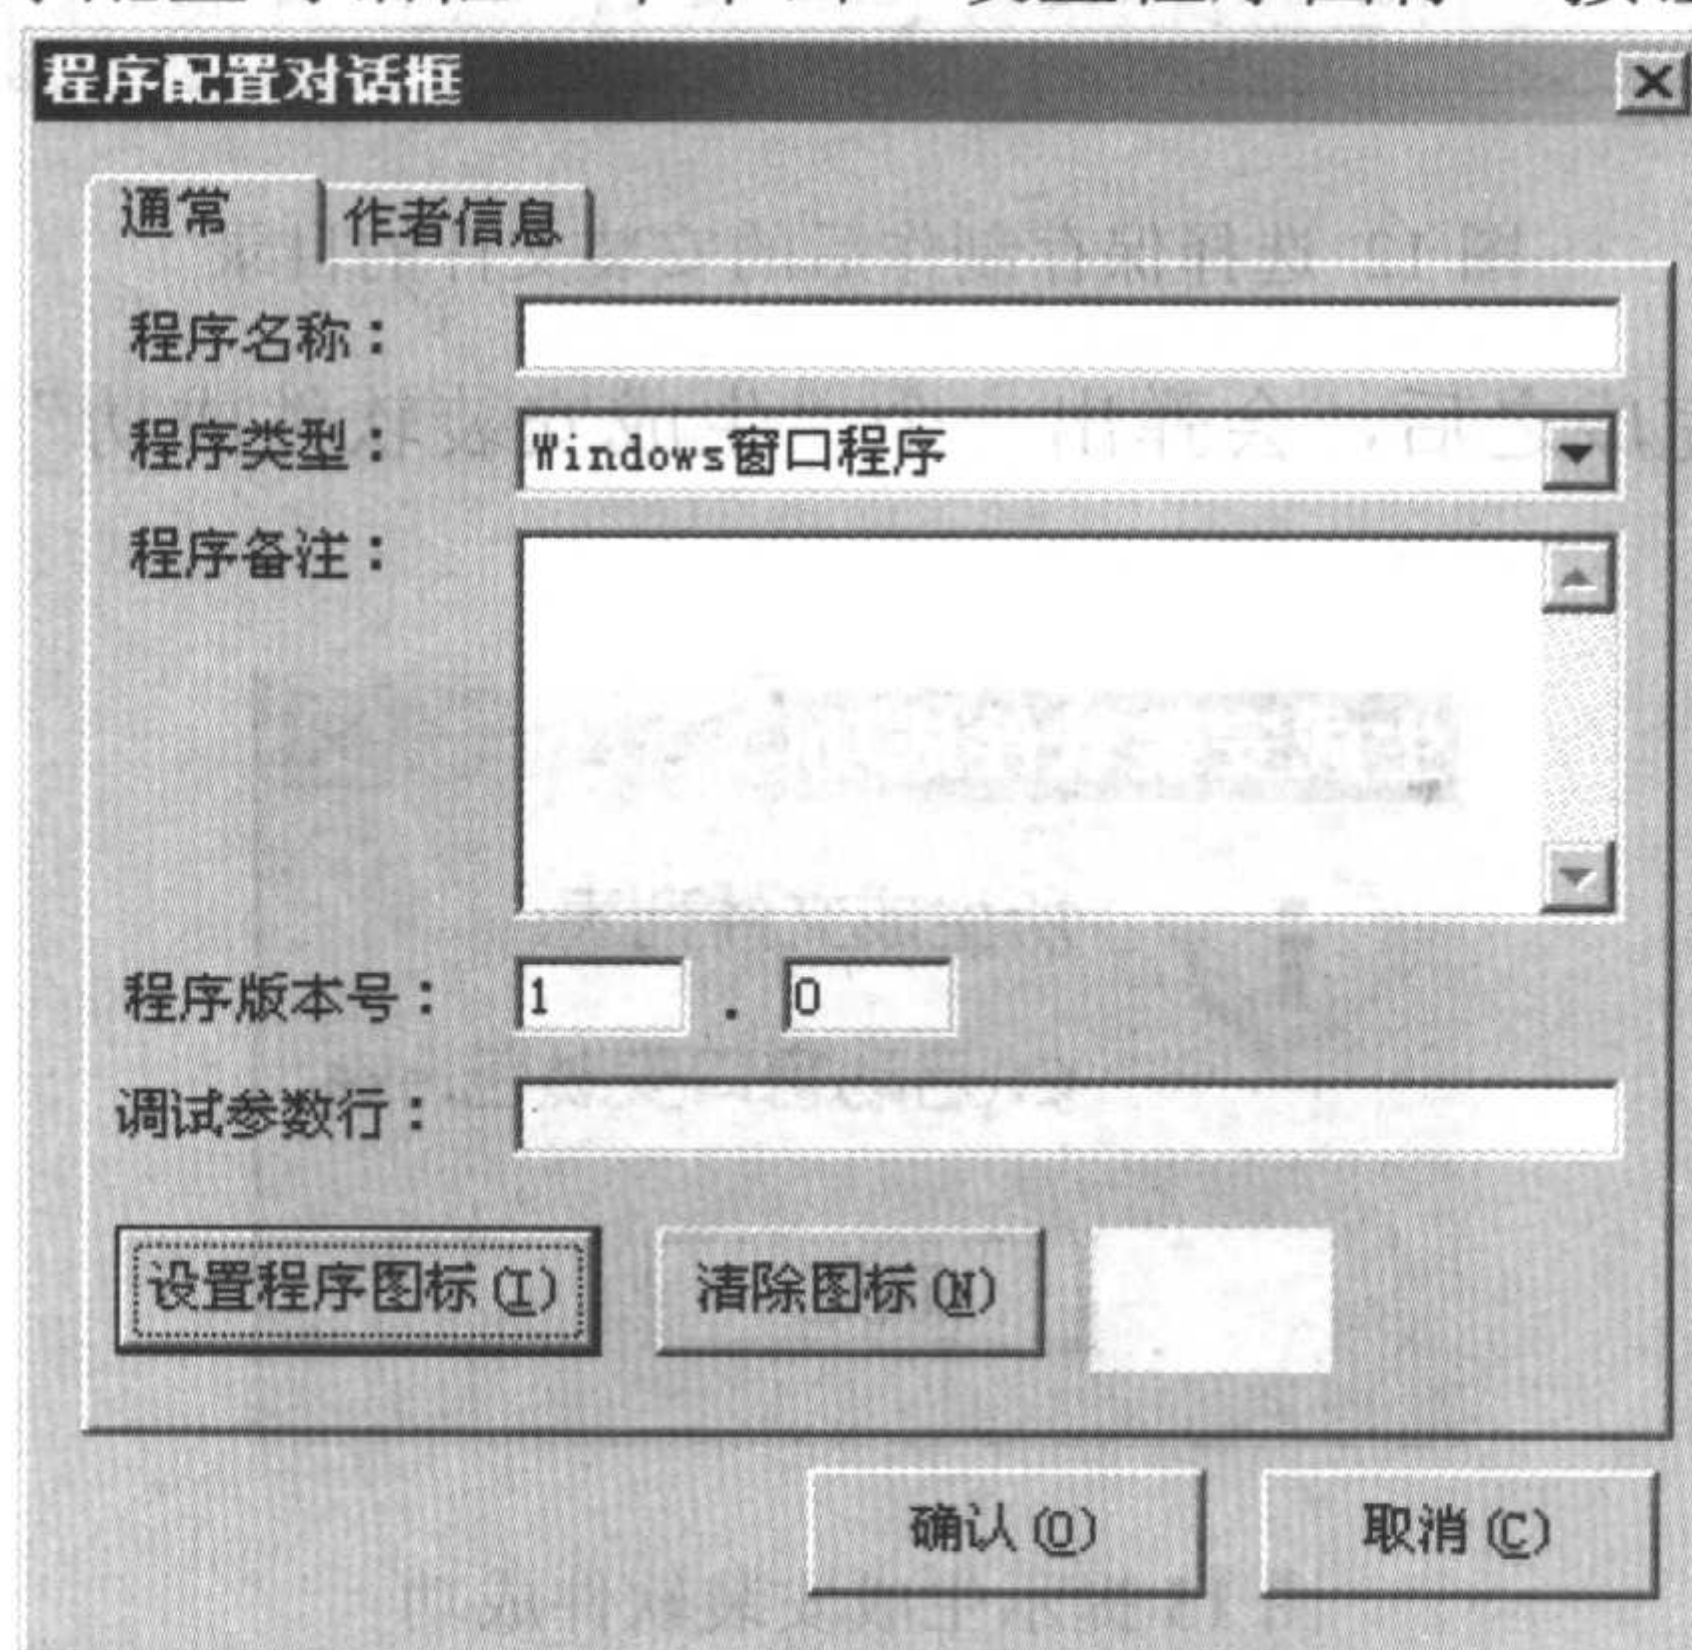 程序配置对话框
通常 作者信息
程序名称：
程序类型： Windows窗口程序
程序备注：
程序版本号： 1 . 0
调试参数行：
设置程序图标(I) 清除图标(N)
确认(O) 取消(C)